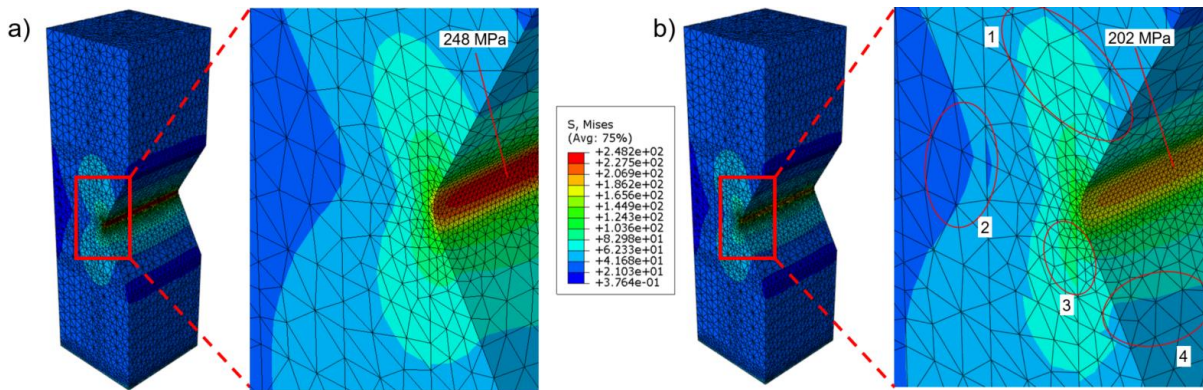 a)
248 MPa
S, Mises
(Avg: 75%)
+2.482e+02
+2.275e+02
+2.069e+02
+1.862e+02
+1.656e+02
+1.449e+02
+1.243e+02
+1.036e+02
+8.298e+01
+6.233e+01
+4.168e+01
+2.103e+01
+3.764e-01
b)
1
202 MPa
2
3
4